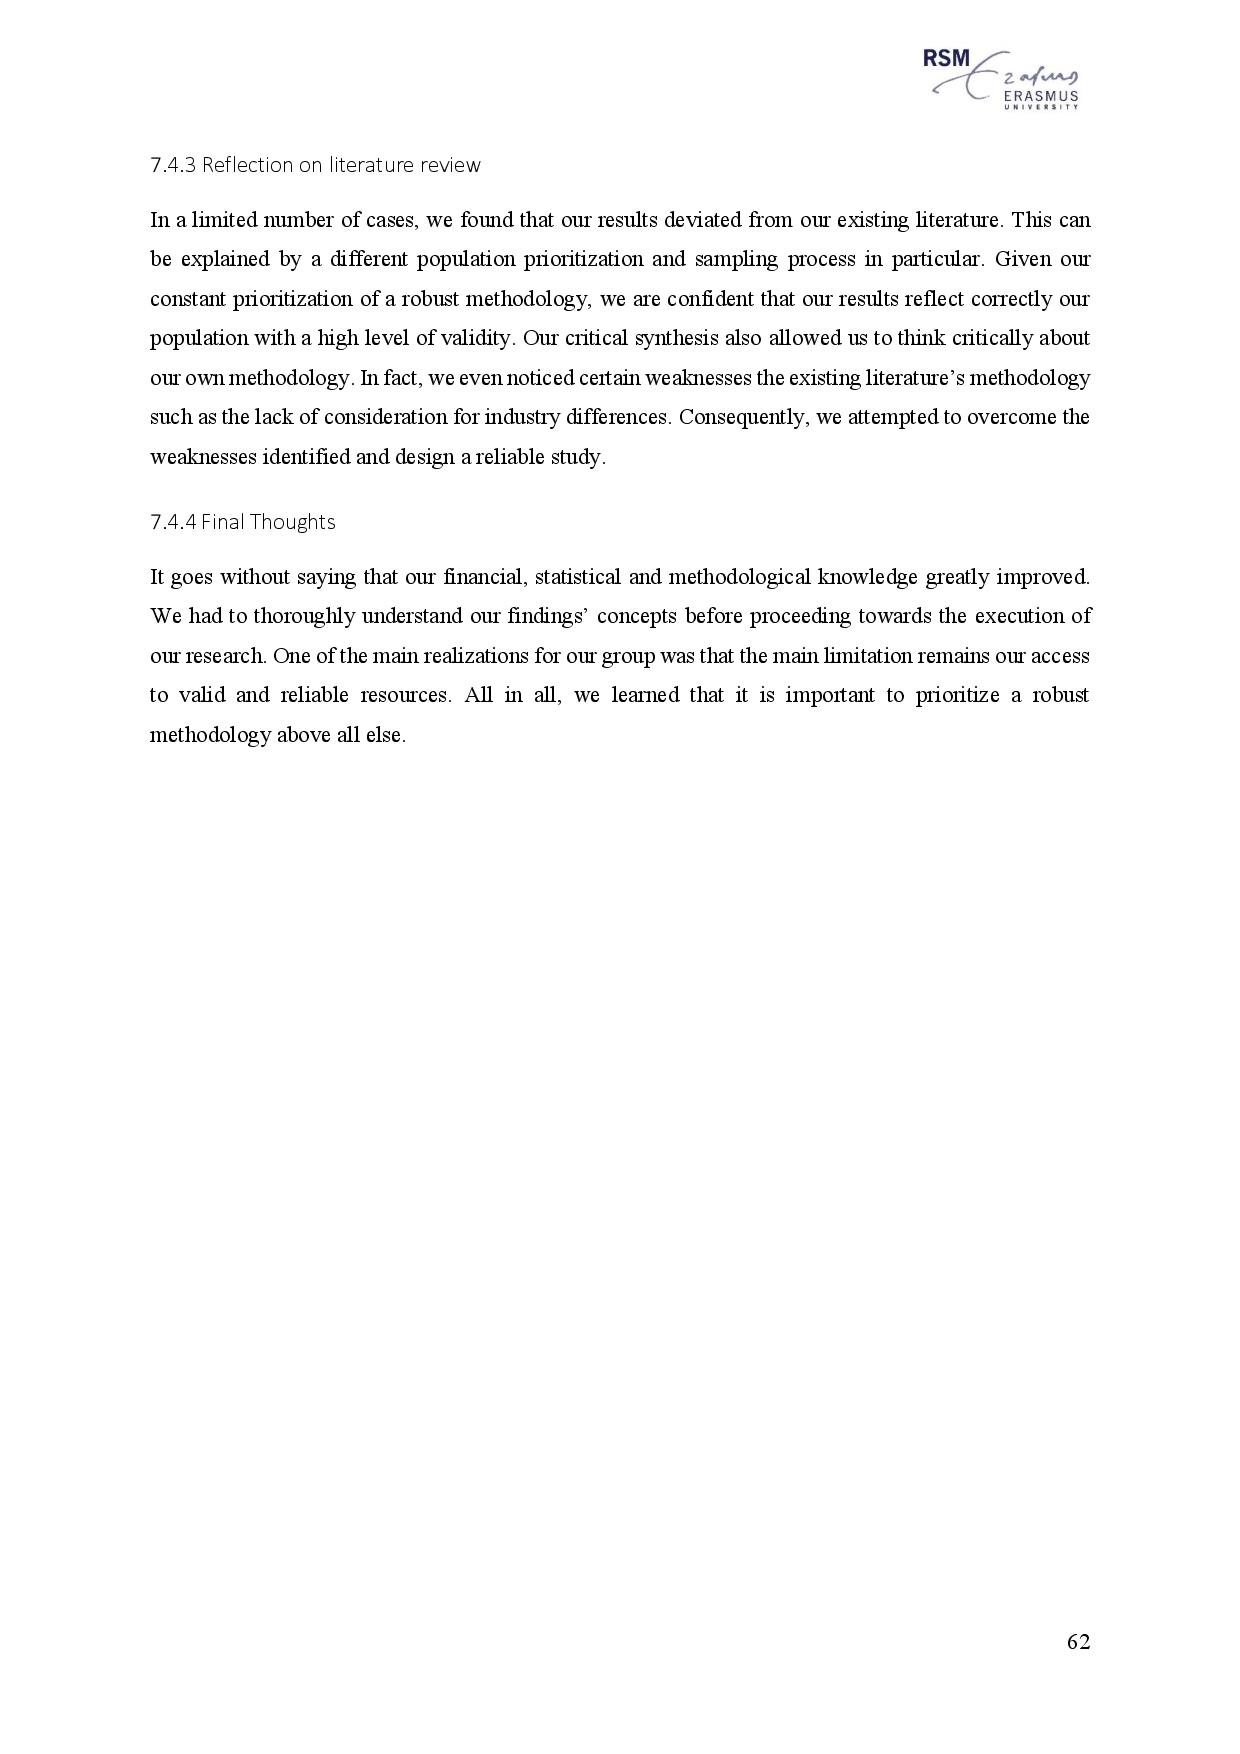 RSM
Erasmus
ERASMUS
UNIVERSITY
7.4.3 Reflection on literature review
In a limited number of cases, we found that our results deviated from our existing literature. This can
be explained by a different population prioritization and sampling process in particular. Given our
constant prioritization of a robust methodology, we are confident that our results reflect correctly our
population with a high level of validity. Our critical synthesis also allowed us to think critically about
our own methodology. In fact, we even noticed certain weaknesses the existing literature’s methodology
such as the lack of consideration for industry differences. Consequently, we attempted to overcome the
weaknesses identified and design a reliable study.
7.4.4 Final Thoughts
It goes without saying that our financial, statistical and methodological knowledge greatly improved.
We had to thoroughly understand our findings’ concepts before proceeding towards the execution of
our research. One of the main realizations for our group was that the main limitation remains our access
to valid and reliable resources. All in all, we learned that it is important to prioritize a robust
methodology above all else.
62